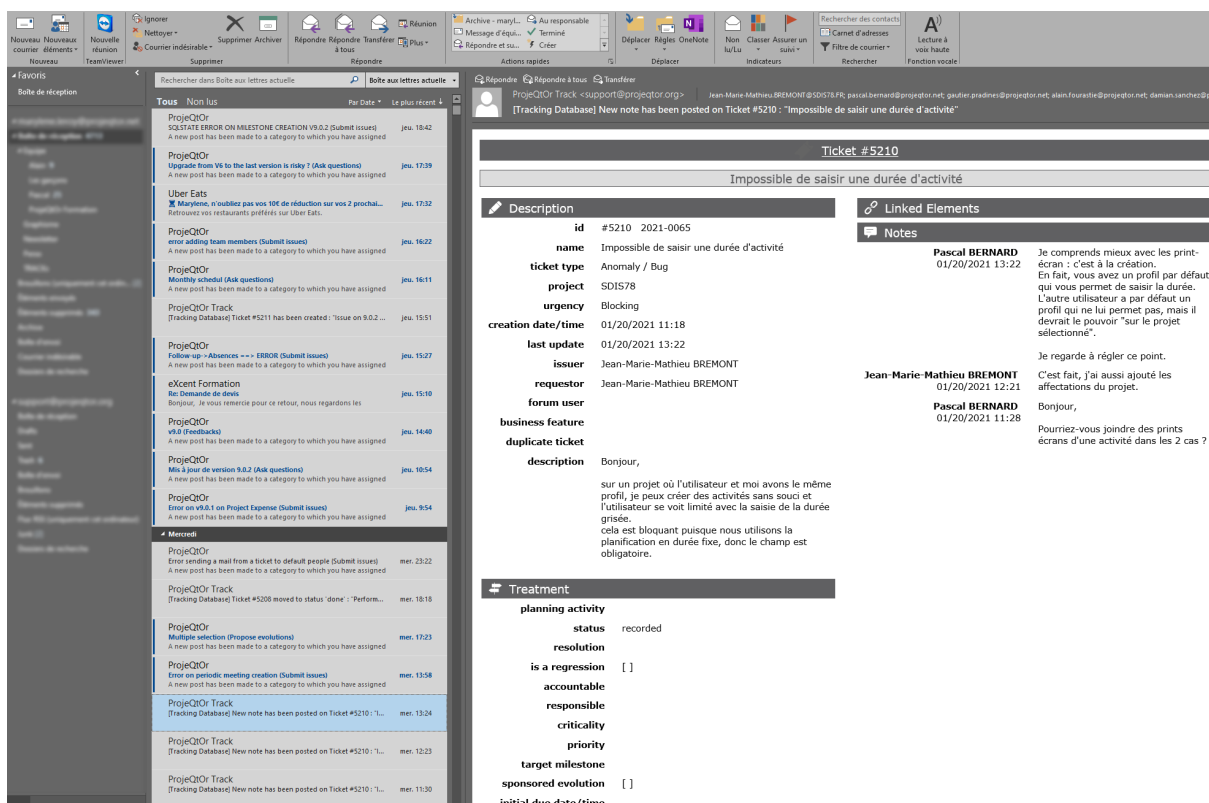 Nouveau courrier
Nouveaux éléments
Nouveau
Nouvelle réunion
TeamViewer
Ignorer
Nettoyer
Courrier indésirable
Supprimer
Archiver
Supprimer
Répondre
Répondre à tous
Transférer
Réunion
Plus
Répondre
Archive - maryl...
Message d'équi...
Répondre et su...
Au responsable
Terminé
Créer
Actions rapides
Déplacer
Règles
OneNote
Déplacer
Non lu/Lu
Classer
Assurer un suivi
Indicateurs
Rechercher des contacts
Carnet d'adresses
Filtre de courrier
Rechercher
Lecture à voix haute
Fonction vocale
Favoris
Boîte de réception
Rechercher dans Boîte aux lettres actuelle
Boîte aux lettres actuelle
Tous Non lus
Par Date
Le plus récent ↓
ProjeQtOr
SQLSTATE ERROR ON MILESTONE CREATION V9.0.2 (Submit issues) jeu. 18:42
A new post has been made to a category to which you have assigned
ProjeQtOr
Upgrade from V6 to the last version is risky ? (Ask questions) jeu. 17:39
A new post has been made to a category to which you have assigned
Uber Eats
Marylene, n'oubliez pas vos 10€ de réduction sur vos 2 prochai... jeu. 17:32
Retrouvez vos restaurants préférés sur Uber Eats.
ProjeQtOr
error adding team members (Submit issues) jeu. 16:22
A new post has been made to a category to which you have assigned
ProjeQtOr
Monthly schedul (Ask questions) jeu. 16:11
A new post has been made to a category to which you have assigned
ProjeQtOr Track
[Tracking Database] Ticket #5211 has been created : "Issue on 9.0.2 ... jeu. 15:51
ProjeQtOr
Follow-up->Absences ==> ERROR (Submit issues) jeu. 15:27
A new post has been made to a category to which you have assigned
eXcent Formation
Re: Demande de devis jeu. 15:10
Bonjour, Je vous remercie pour ce retour, nous regardons les
ProjeQtOr
v9.0 (Feedbacks) jeu. 14:40
A new post has been made to a category to which you have assigned
ProjeQtOr
Mis à jour de version 9.0.2 (Ask questions) jeu. 10:54
A new post has been made to a category to which you have assigned
ProjeQtOr
Error on v9.0.1 on Project Expense (Submit issues) jeu. 9:54
A new post has been made to a category to which you have assigned
Mercredi
ProjeQtOr
Error sending a mail from a ticket to default people (Submit issues) mer. 23:22
A new post has been made to a category to which you have assigned
ProjeQtOr Track
[Tracking Database] Ticket #5208 moved to status 'done' : "Perform... mer. 18:18
ProjeQtOr
Multiple selection (Propose evolutions) mer. 17:23
A new post has been made to a category to which you have assigned
ProjeQtOr
Error on periodic meeting creation (Submit issues) mer. 13:58
A new post has been made to a category to which you have assigned
ProjeQtOr Track
[Tracking Database] New note has been posted on Ticket #5210 : "I... mer. 13:24
ProjeQtOr Track
[Tracking Database] New note has been posted on Ticket #5210 : "I... mer. 12:23
ProjeQtOr Track
[Tracking Database] New note has been posted on Ticket #5210 : "I... mer. 11:30
Répondre Répondre à tous Transférer
ProjeQtOr Track <support@projeqtor.org> Jean-Marie-Mathieu.BREMONT@SDIS78.FR; pascal.bernard@projeqtor.net; gautier.pradines@projeqtor.net; alain.fourastie@projeqtor.net; damian.sanchez@p
[Tracking Database] New note has been posted on Ticket #5210 : "Impossible de saisir une durée d'activité"
Ticket #5210
Impossible de saisir une durée d'activité
Description
id #5210 2021-0065
name Impossible de saisir une durée d'activité
ticket type Anomaly / Bug
project SDIS78
urgency Blocking
creation date/time 01/20/2021 11:18
last update 01/20/2021 13:22
issuer Jean-Marie-Mathieu BREMONT
requestor Jean-Marie-Mathieu BREMONT
forum user
business feature
duplicate ticket
description Bonjour,
sur un projet où l'utilisateur et moi avons le même
profil, je peux créer des activités sans souci et
l'utilisateur se voit limité avec la saisie de la durée
grisée.
cela est bloquant puisque nous utilisons la
planification en durée fixe, donc le champ est
obligatoire.
Treatment
planning activity
status recorded
resolution
is a regression [ ]
accountable
responsible
criticality
priority
target milestone
sponsored evolution [ ]
initial due date/time
Linked Elements
Notes
Pascal BERNARD
01/20/2021 13:22
Je comprends mieux avec les print-
écran : c'est à la création.
En fait, vous avez un profil par défaut
qui vous permet de saisir la durée.
L'autre utilisateur a par défaut un
profil qui ne lui permet pas, mais il
devrait le pouvoir "sur le projet
sélectionné".
Je regarde à régler ce point.
Jean-Marie-Mathieu BREMONT
01/20/2021 12:21
C'est fait, j'ai aussi ajouté les
affectations du projet.
Pascal BERNARD
01/20/2021 11:28
Bonjour,
Pourriez-vous joindre des prints
écrans d'une activité dans les 2 cas ?